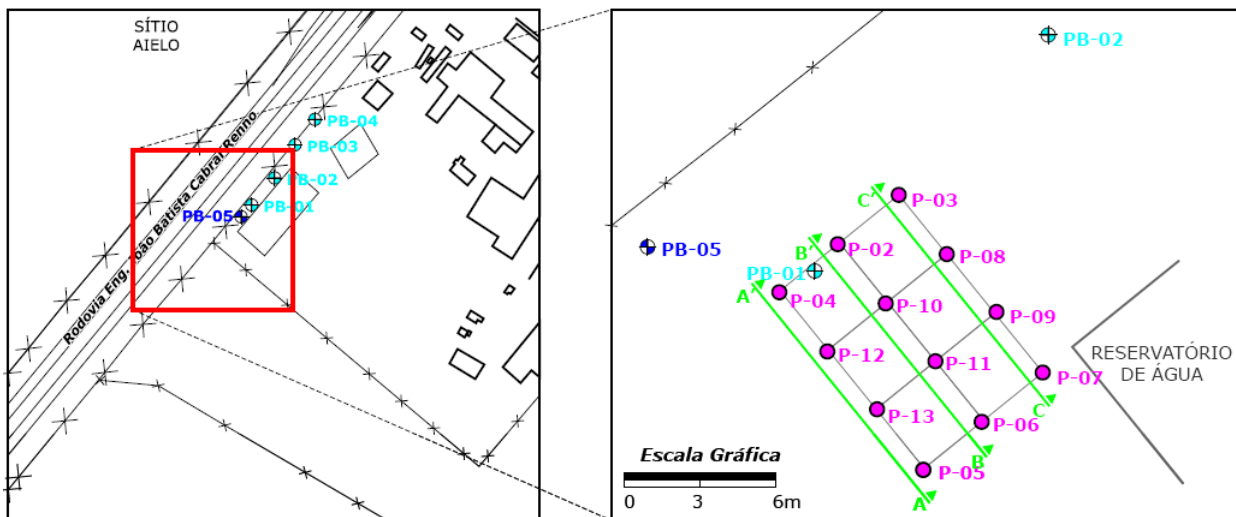 SÍTIO
AIELO
Rodovia Eng. João Batista Cabral Renno
PB-04
PB-03
PB-02
PB-01
PB-05
PB-02
PB-05
PB-01
P-03
C'
P-02
B'
P-08
P-04
A'
P-10
P-09
P-12
P-11
RESERVATÓRIO
DE ÁGUA
P-07
P-13
C
P-06
Escala Gráfica
B
P-05
0 3 6m
A